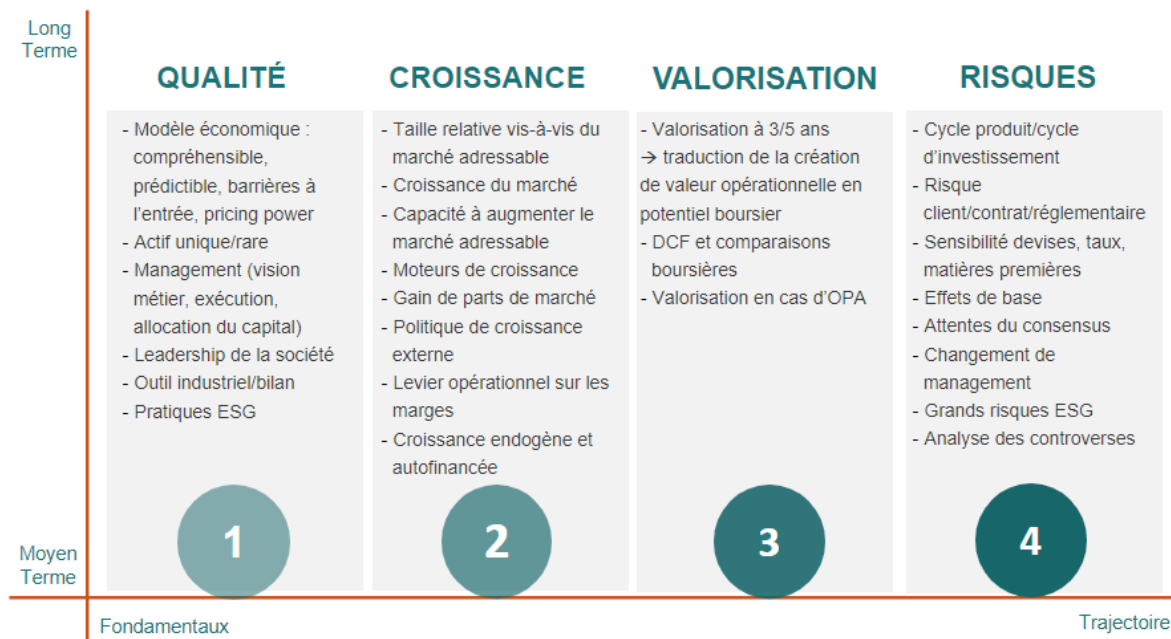 Long
Terme
QUALITÉ
- Modèle économique :
compréhensible,
prédictible, barrières à
l'entrée, pricing power
- Actif unique/rare
- Management (vision
métier, exécution,
allocation du capital)
- Leadership de la société
- Outil industriel/bilan
- Pratiques ESG
1
CROISSANCE
- Taille relative vis-à-vis du
marché adressable
- Croissance du marché
- Capacité à augmenter le
marché adressable
- Moteurs de croissance
- Gain de parts de marché
- Politique de croissance
externe
- Levier opérationnel sur les
marges
- Croissance endogène et
autofinancée
2
VALORISATION
- Valorisation à 3/5 ans
→ traduction de la création
de valeur opérationnelle en
potentiel boursier
- DCF et comparaisons
boursières
- Valorisation en cas d'OPA
3
RISQUES
- Cycle produit/cycle
d'investissement
- Risque
client/contrat/réglementaire
- Sensibilité devises, taux,
matières premières
- Effets de base
- Attentes du consensus
- Changement de
management
- Grands risques ESG
- Analyse des controverses
4
Moyen
Terme
Fondamentaux
Trajectoire